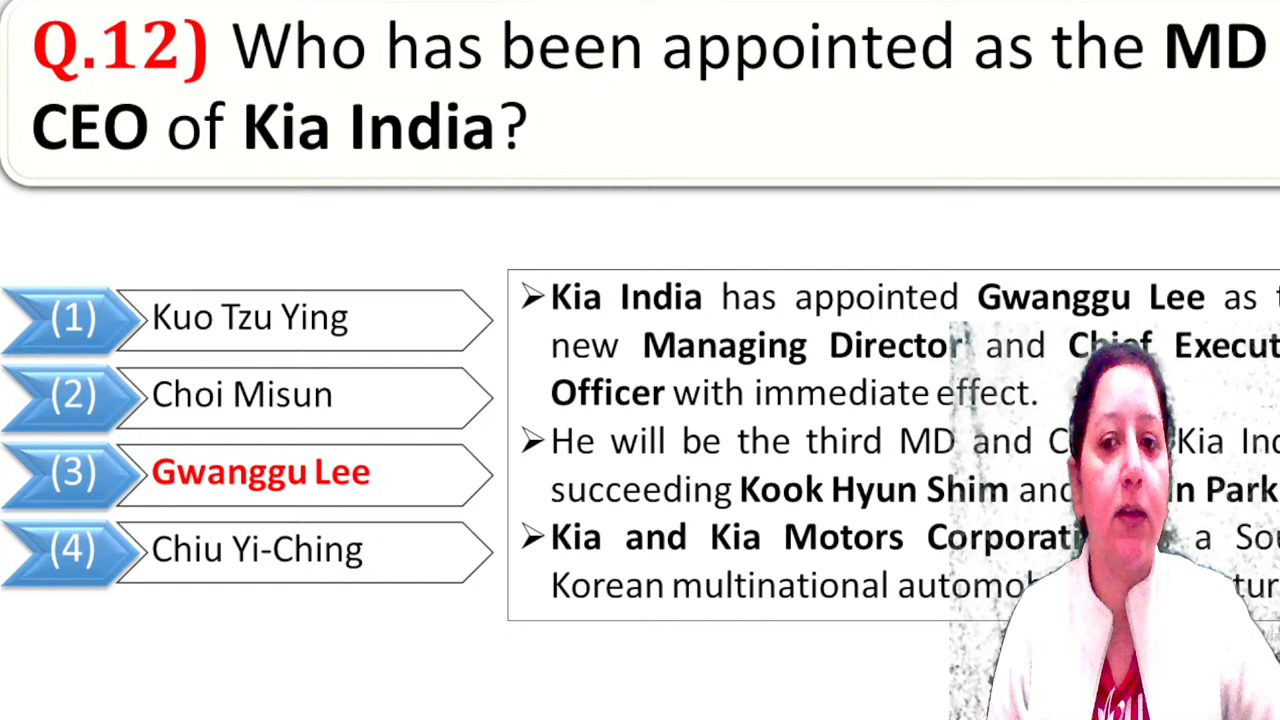 Q.12) Who has been appointed as the MD
CEO of Kia India?
(1) Kuo Tzu Ying
(2) Choi Misun
(3) Gwanggu Lee
(4) Chiu Yi-Ching
➢Kia India has appointed Gwanggu Lee as
new Managing Director and Chief
Officer with immediate effect.
➢He will be the third MD and Kia
succeeding Kook Hyun Shim and Park
➢Kia and Kia Motors a
Korean multinational